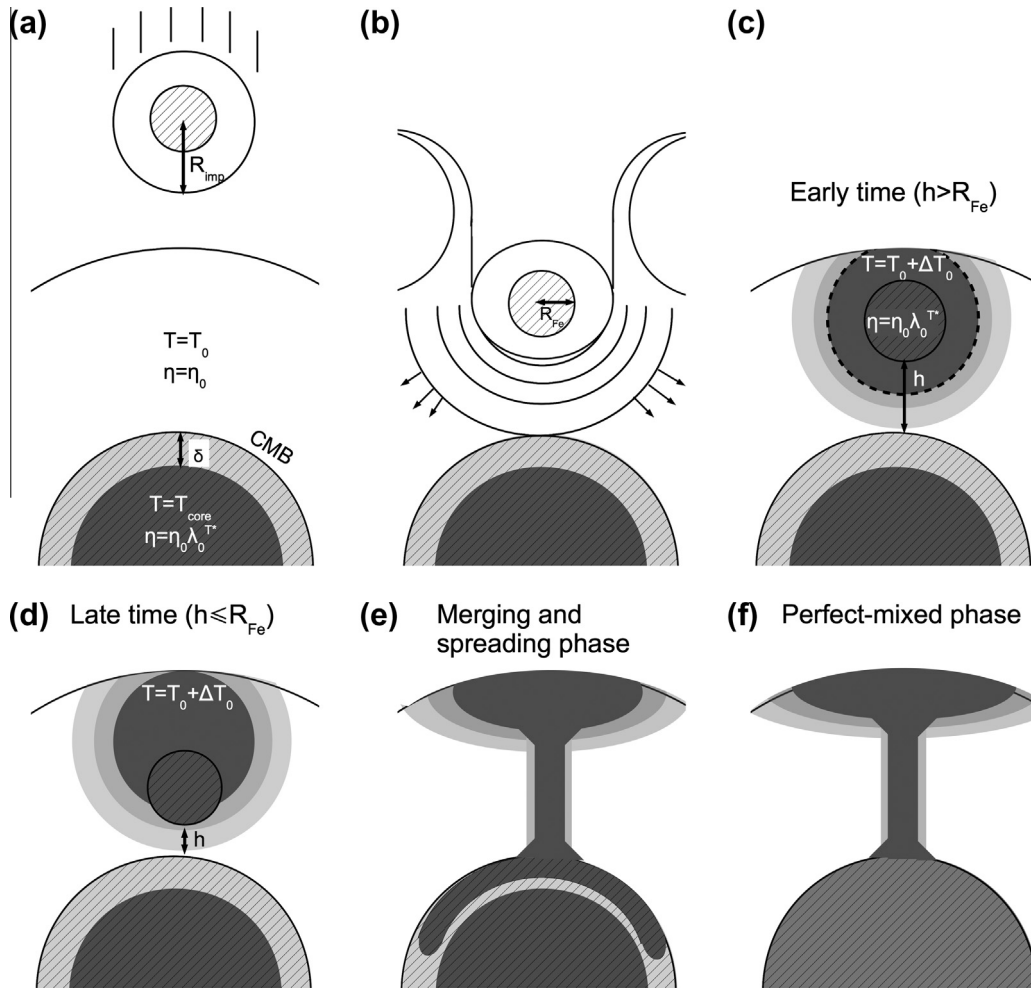 (a)
R_imp
T=T_0
η=η_0
δ
CMB
T=T_core
η=η_0λ_0^T*
(b)
R_Fe
(c)
Early time (h>R_Fe)
T=T_0+ΔT_0
η=η_0λ_0^T*
h
(d) Late time (h⩽R_Fe)
T=T_0+ΔT_0
h
(e) Merging and
spreading phase
(f) Perfect-mixed phase